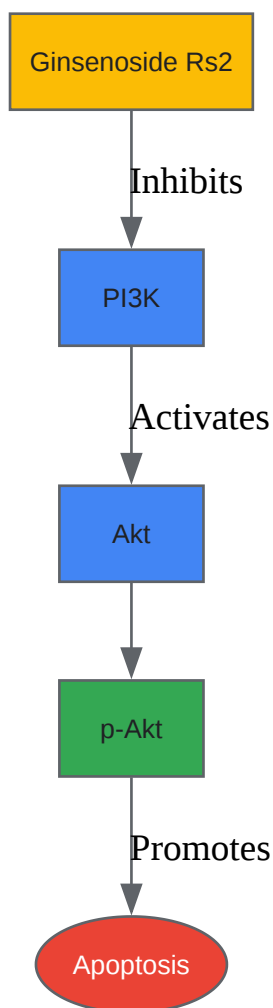 Ginsenoside Rs2
Inhibits
PI3K
Activates
Akt
p-Akt
Promotes
Apoptosis